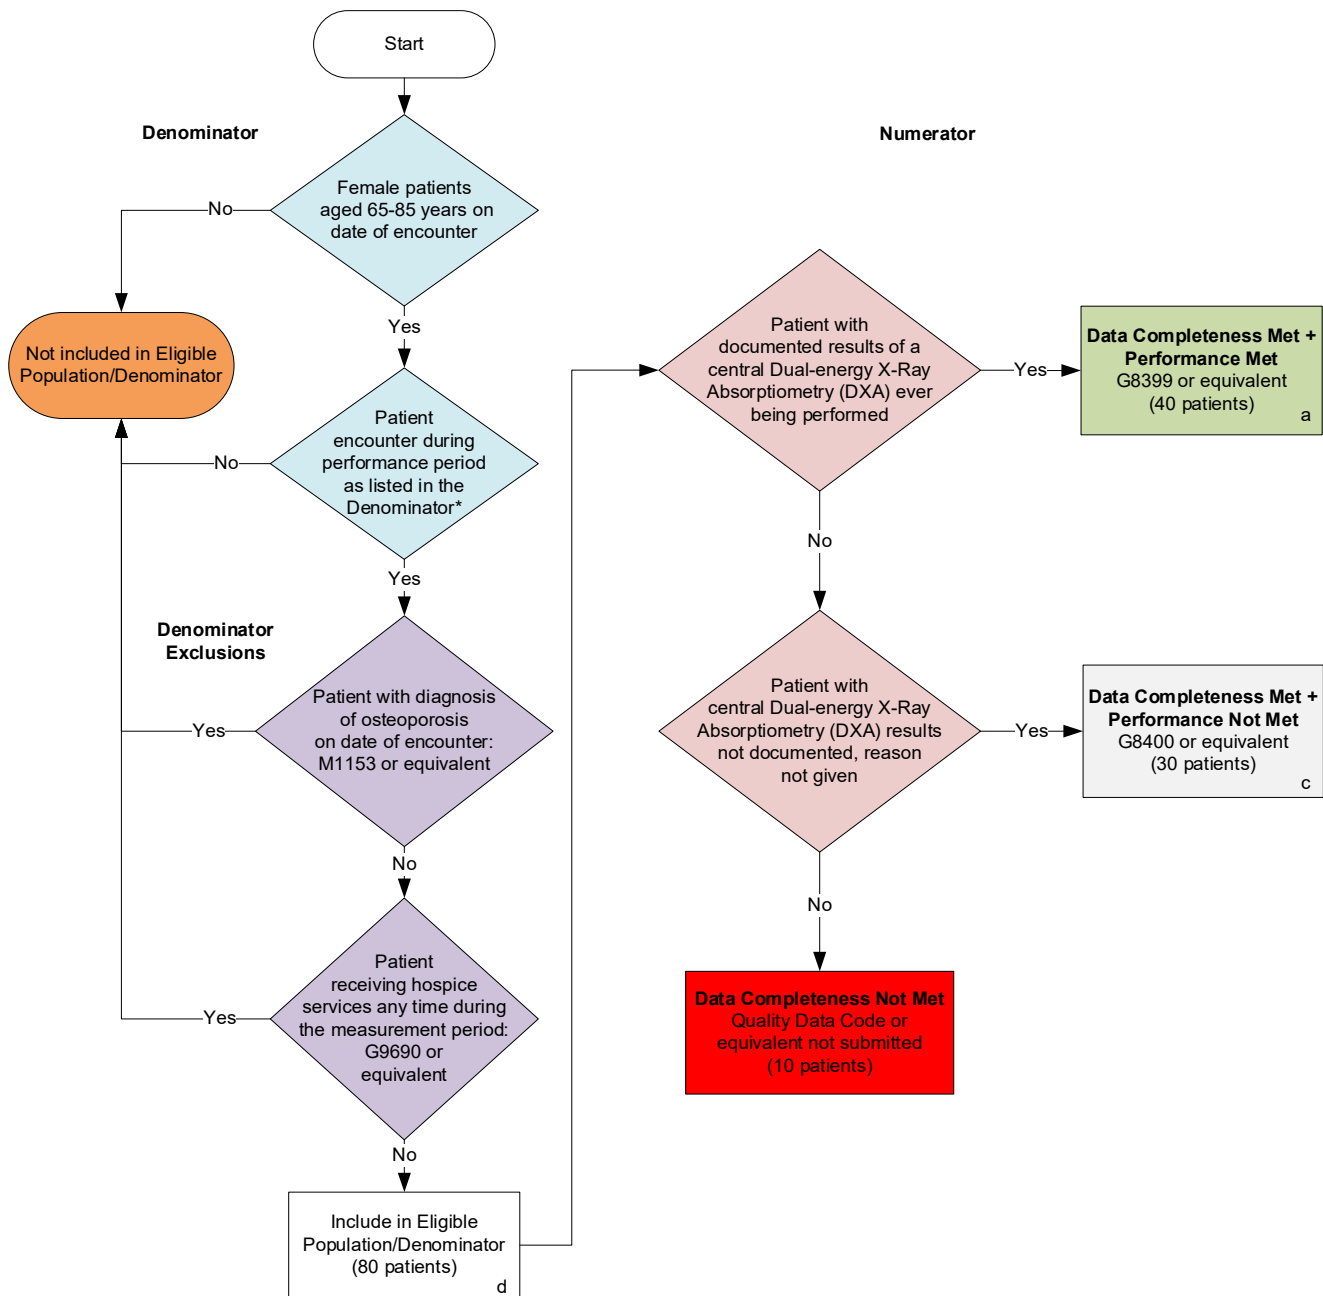 Start
Denominator
Female patients
aged 65-85 years on
date of encounter
No
Yes
Not included in Eligible
Population/Denominator
Patient
encounter during
performance period
as listed in the
Denominator*
No
Yes
Denominator
Exclusions
Patient with diagnosis
of osteoporosis
on date of encounter:
M1153 or equivalent
Yes
No
Patient
receiving hospice
services any time during
the measurement period:
G9690 or
equivalent
Yes
No
Include in Eligible
Population/Denominator
(80 patients)
d
Numerator
Patient with
documented results of a
central Dual-energy X-Ray
Absorptiometry (DXA) ever
being performed
Yes
Data Completeness Met +
Performance Met
G8399 or equivalent
(40 patients)
a
No
Patient with
central Dual-energy X-Ray
Absorptiometry (DXA) results
not documented, reason
not given
Yes
Data Completeness Met +
Performance Not Met
G8400 or equivalent
(30 patients)
c
No
Data Completeness Not Met
Quality Data Code or
equivalent not submitted
(10 patients)